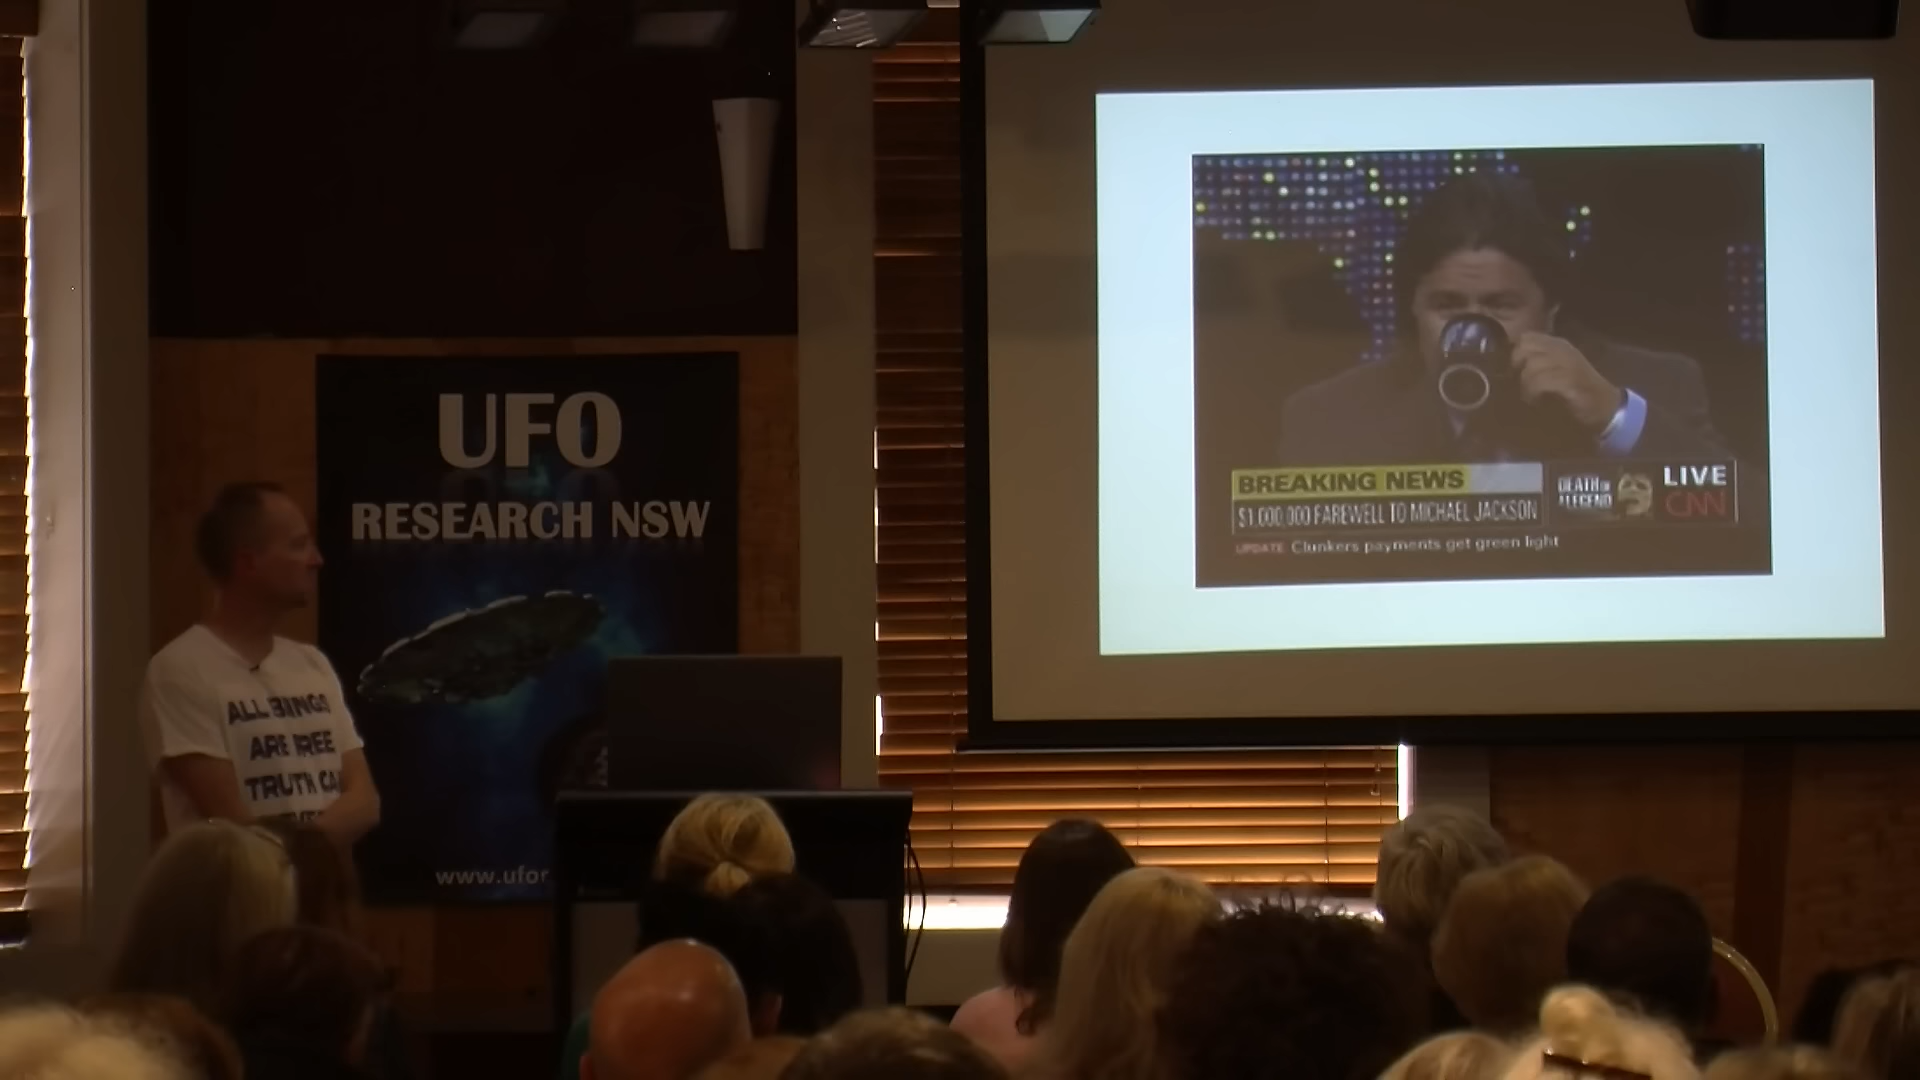 UFO
RESEARCH NSW
www.ufor
ALL
ARE
TRUTH
BREAKING NEWS
$1,000,000 FAREWELL TO MICHAEL JACKSON
UPDATE Clunkers payments get green light
DEATH OF
A LEGEND
LIVE
CNN